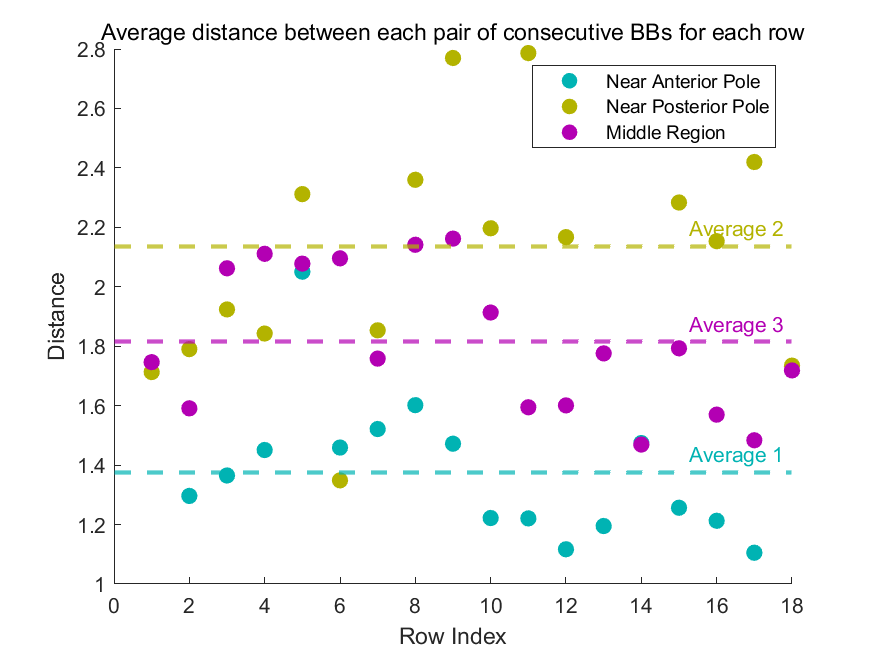 Average distance between each pair of consecutive BBs for each row
2.8
2.6
2.4
2.2
2
1.8
1.6
1.4
1.2
1
Distance
Near Anterior Pole
Near Posterior Pole
Middle Region
Average 2
Average 3
Average 1
0 2 4 6 8 10 12 14 16 18
Row Index